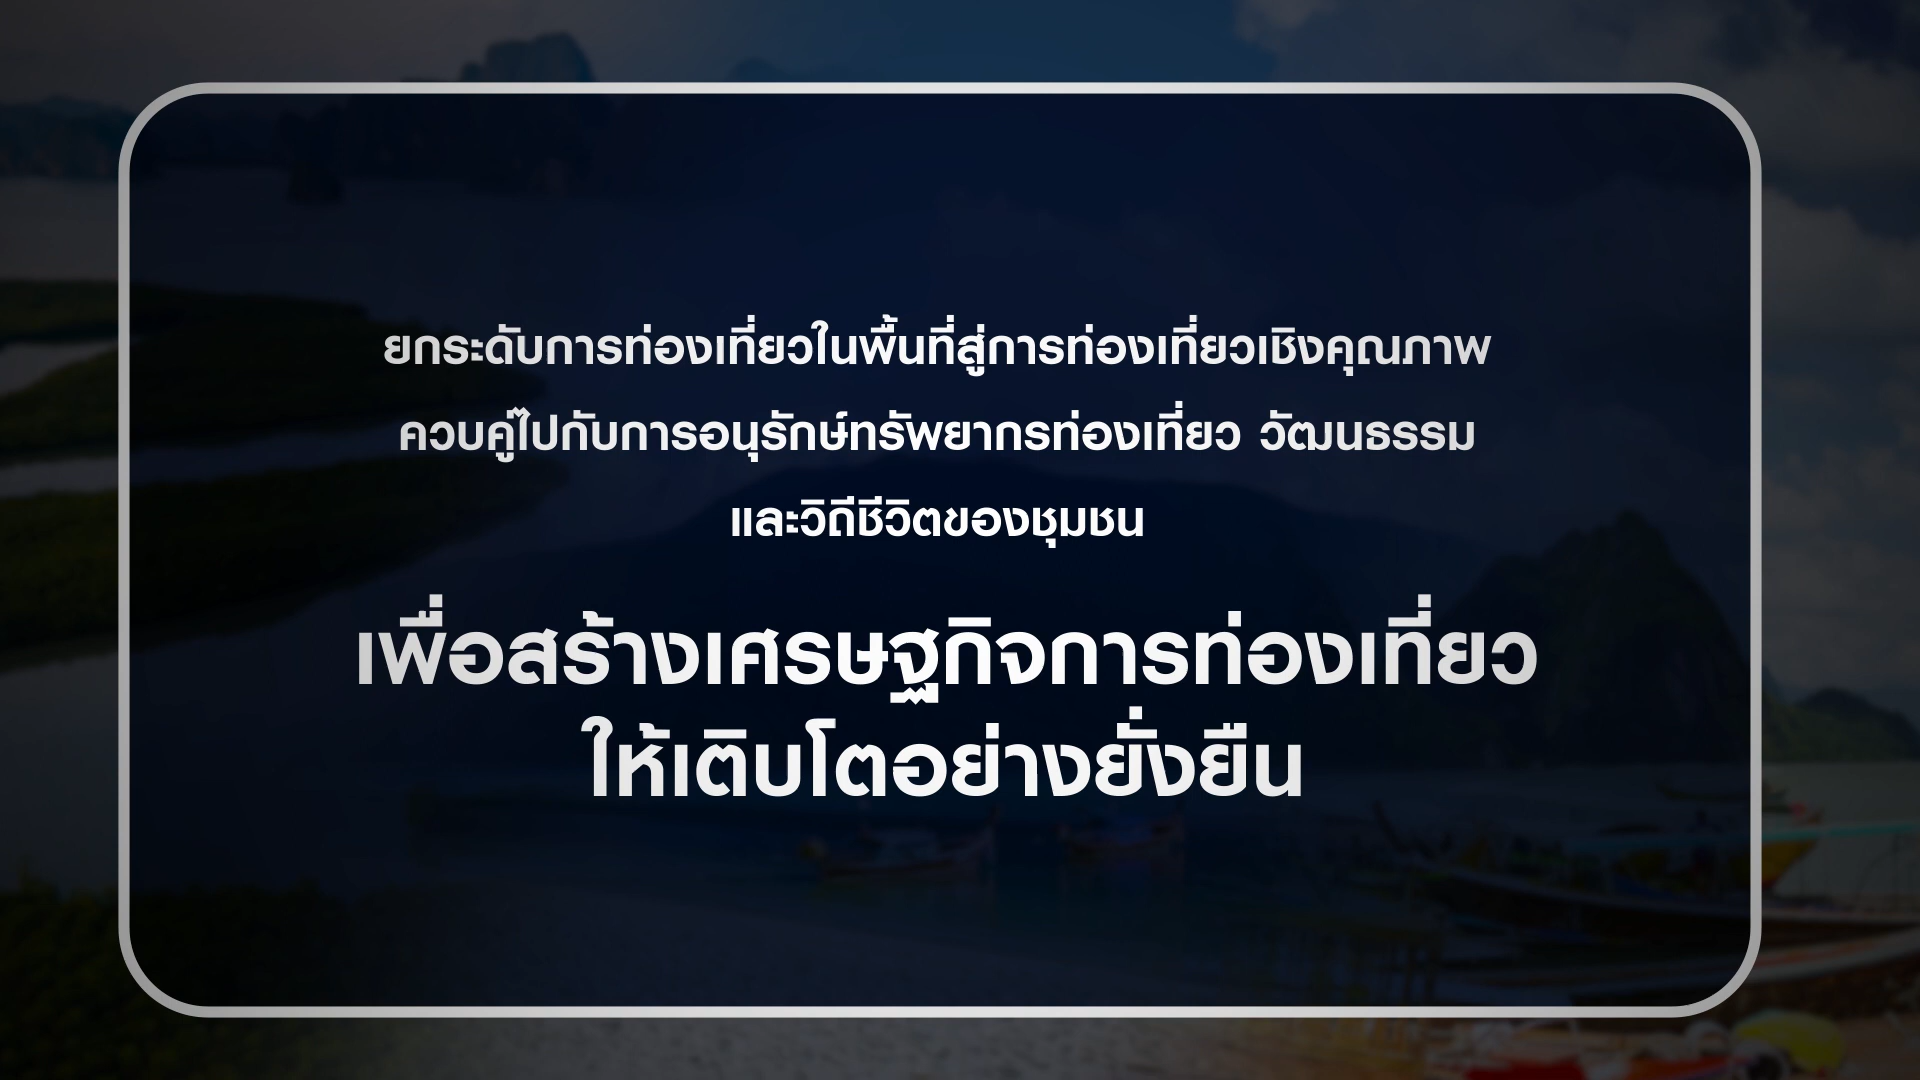 ยกระดับการท่องเที่ยวในพื้นที่สู่การท่องเที่ยวเชิงคุณภาพ
ควบคู่ไปกับการอนุรักษ์ทรัพยากรท่องเที่ยว วัฒนธรรม
และวิถีชีวิตของชุมชน
เพื่อสร้างเศรษฐกิจการท่องเที่ยว
ให้เติบโตอย่างยั่งยืน